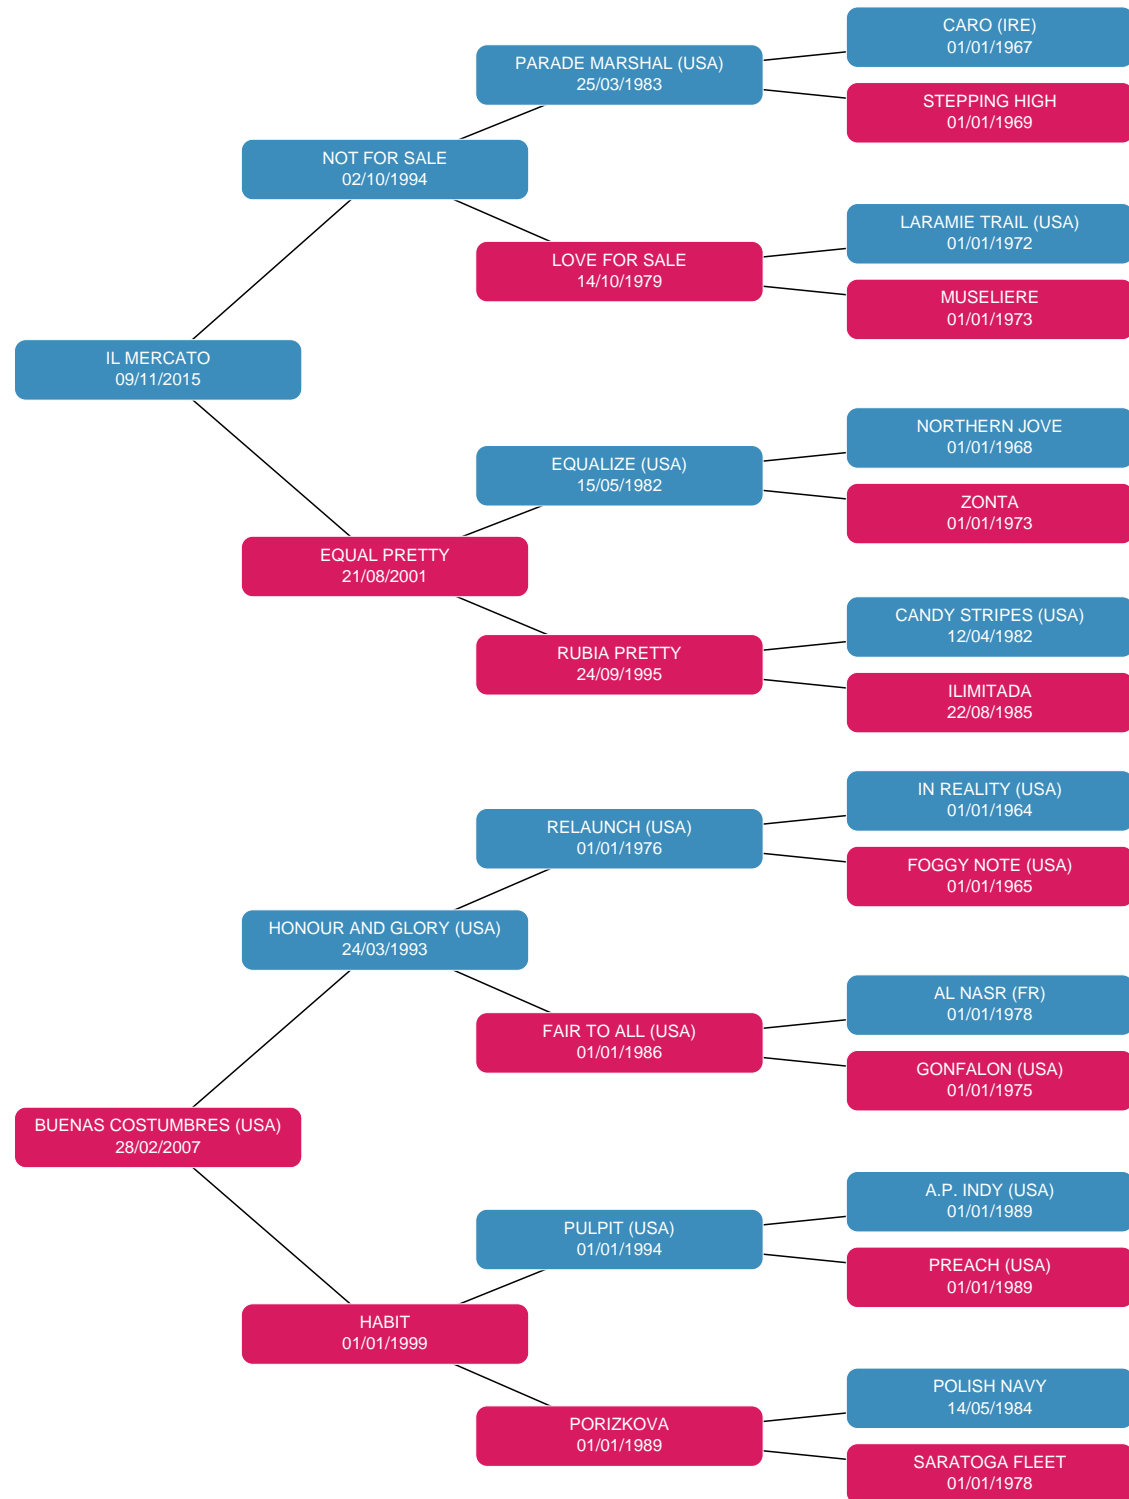 CARO (IRE)
01/01/1967
PARADE MARSHAL (USA)
25/03/1983
STEPPING HIGH
01/01/1969
NOT FOR SALE
02/10/1994
LARAMIE TRAIL (USA)
01/01/1972
LOVE FOR SALE
14/10/1979
MUSELIERE
01/01/1973
IL MERCATO
09/11/2015
NORTHERN JOVE
01/01/1968
EQUALIZE (USA)
15/05/1982
ZONTA
01/01/1973
EQUAL PRETTY
21/08/2001
CANDY STRIPES (USA)
12/04/1982
RUBIA PRETTY
24/09/1995
ILIMITADA
22/08/1985
IN REALITY (USA)
01/01/1964
RELAUNCH (USA)
01/01/1976
FOGGY NOTE (USA)
01/01/1965
HONOUR AND GLORY (USA)
24/03/1993
AL NASR (FR)
01/01/1978
FAIR TO ALL (USA)
01/01/1986
GONFALON (USA)
01/01/1975
BUENAS COSTUMBRES (USA)
28/02/2007
A.P. INDY (USA)
01/01/1989
PULPIT (USA)
01/01/1994
PREACH (USA)
01/01/1989
HABIT
01/01/1999
POLISH NAVY
14/05/1984
PORIZKOVA
01/01/1989
SARATOGA FLEET
01/01/1978